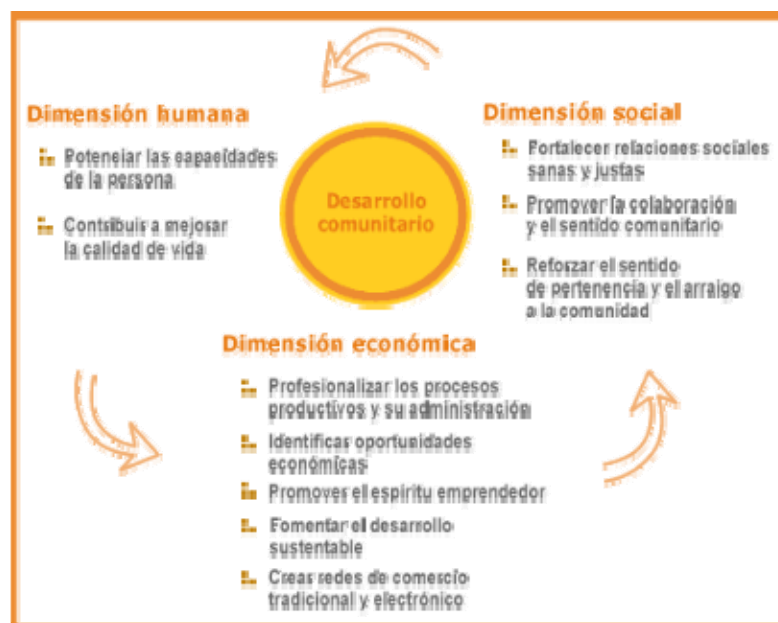 Dimensión humana
Potenciar las capacidades
de la persona
Contribuir a mejorar
la calidad de vida
Desarrollo
comunitario
Dimensión social
Fortalecer relaciones sociales
sanas y justas
Promover la colaboración
y el sentido comunitario
Reforzar el sentido
de pertenencia y el arraigo
a la comunidad
Dimensión económica
Profesionalizar los procesos
productivos y su administración
Identificar oportunidades
económicas
Promover el espíritu emprendedor
Fomentar el desarrollo
sustentable
Crear redes de comercio
tradicional y electrónico